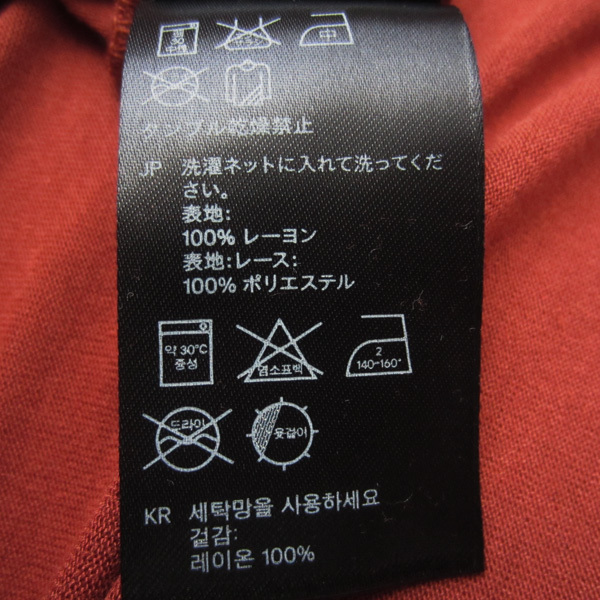 中
タンブル乾燥禁止
JP 洗濯ネットに入れて洗ってくだ
さい。
表地:
100% レーヨン
表地:レース:
100% ポリエステル
약 30℃
중성
염소표백
2
140-160°
드라이
옷걸이
KR 세탁망을 사용하세요
겉감:
레이온 100%